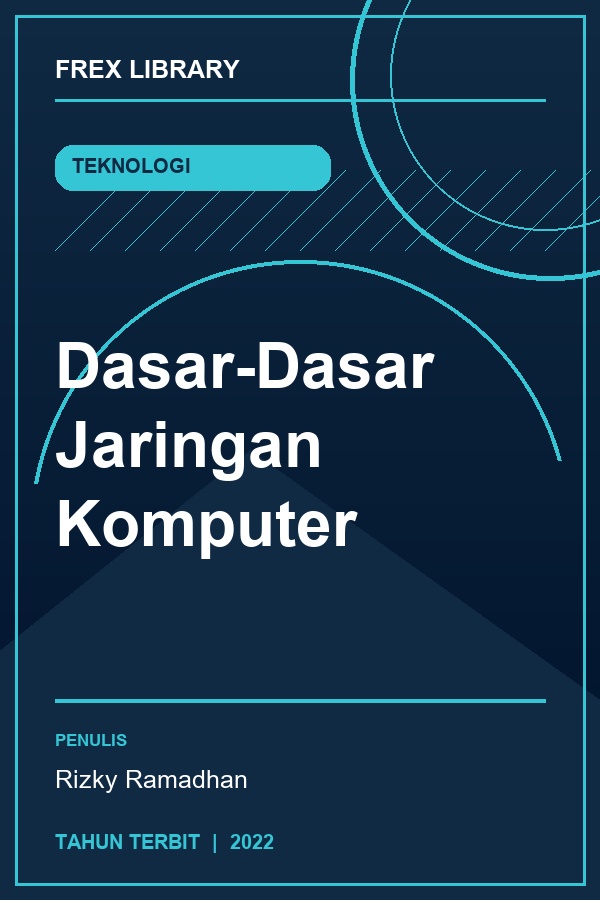 FREX LIBRARY
TEKNOLOGI
Dasar-Dasar
Jaringan
Komputer
PENULIS
Rizky Ramadhan
TAHUN TERBIT | 2022